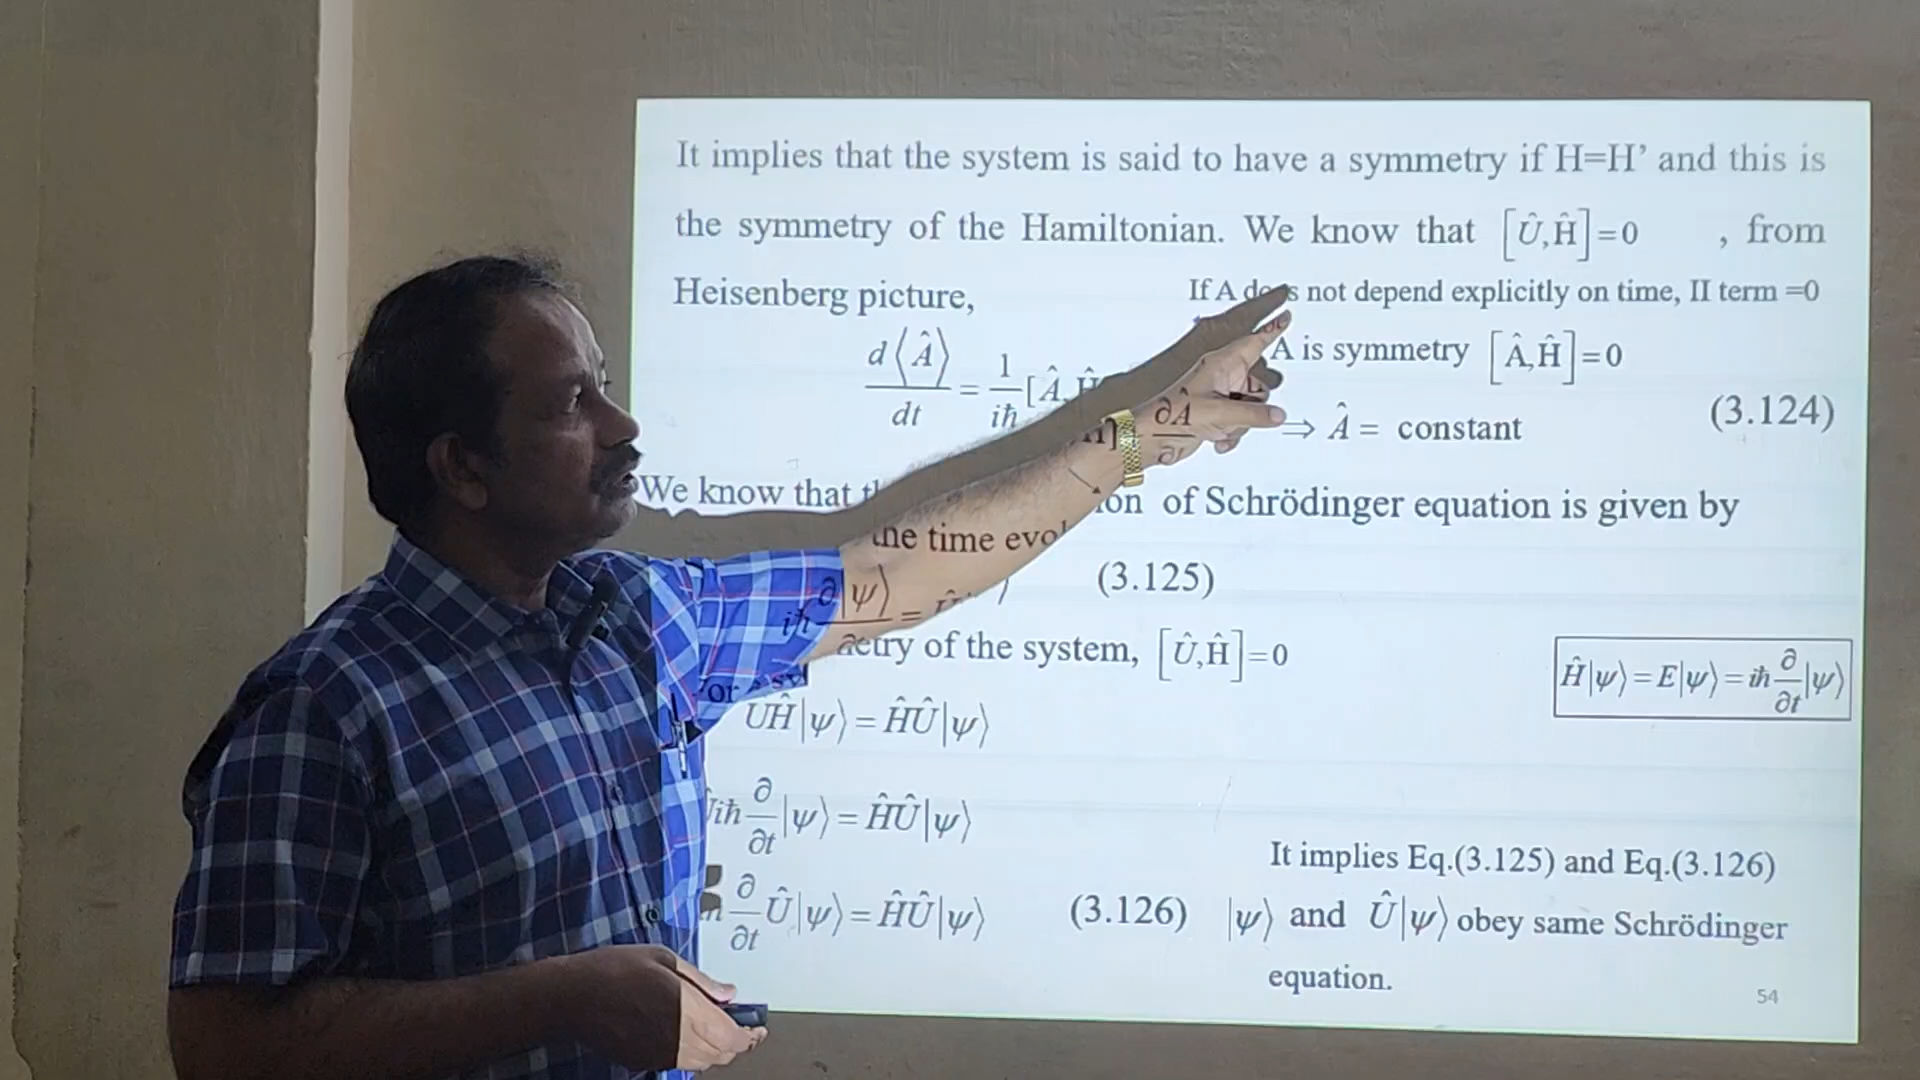 It implies that the system is said to have a symmetry if H=H’ and this is
the symmetry of the Hamiltonian. We know that [Û,Ĥ]=0 , from
Heisenberg picture,
If A does not depend explicitly on time, II term =0
A is symmetry [Â,Ĥ]=0
d⟨Â⟩/dt = 1/iħ [Â,Ĥ] ∂Â/∂t
⇒ Â = constant (3.124)
We know that the time evolution of Schrödinger equation is given by
iħ ∂|ψ⟩ = (3.125)
of the system, [Û,Ĥ]=0
Ĥ|ψ⟩=E|ψ⟩=iħ ∂/∂t |ψ⟩
ÛĤ|ψ⟩=ĤÛ|ψ⟩
iħ ∂/∂t |ψ⟩=ĤÛ|ψ⟩
∂/∂t Û|ψ⟩=ĤÛ|ψ⟩ (3.126)
It implies Eq.(3.125) and Eq.(3.126)
|ψ⟩ and Û|ψ⟩ obey same Schrödinger
equation.
54